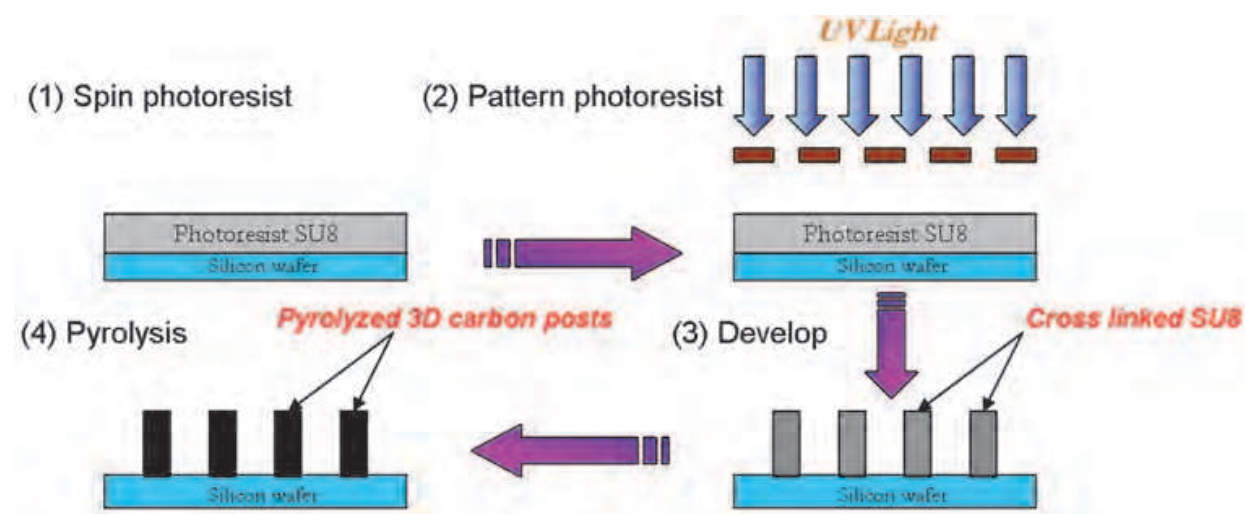 UV Light
(1) Spin photoresist
(2) Pattern photoresist
Photoresist SU8
Silicon wafer
Photoresist SU8
Silicon wafer
(4) Pyrolysis
Pyrolyzed 3D carbon posts
(3) Develop
Cross linked SU8
Silicon wafer
Silicon wafer